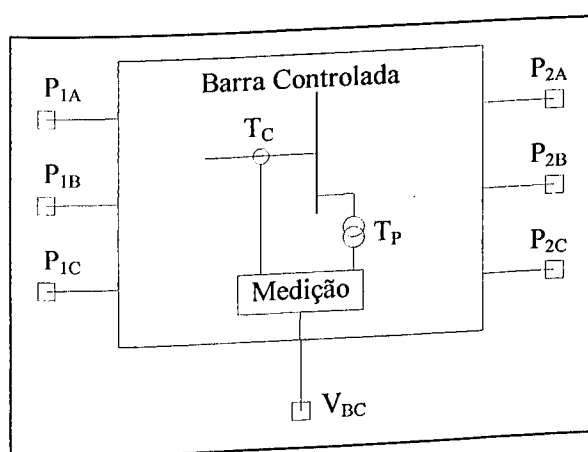 Barra Controlada
P1A
P2A
TC
P1B
P2B
TP
P1C
P2C
Medição
VBC